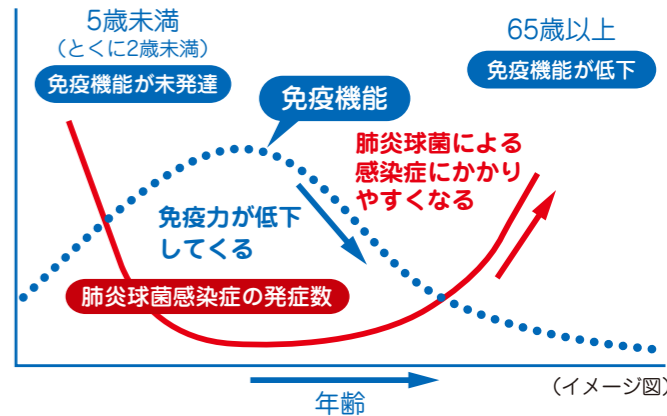 5歳未満
（とくに2歳未満）
免疫機能が未発達
65歳以上
免疫機能が低下
免疫機能
肺炎球菌による
感染症にかかり
やすくなる
免疫力が低下
してくる
肺炎球菌感染症の発症数
年齢
（イメージ図）